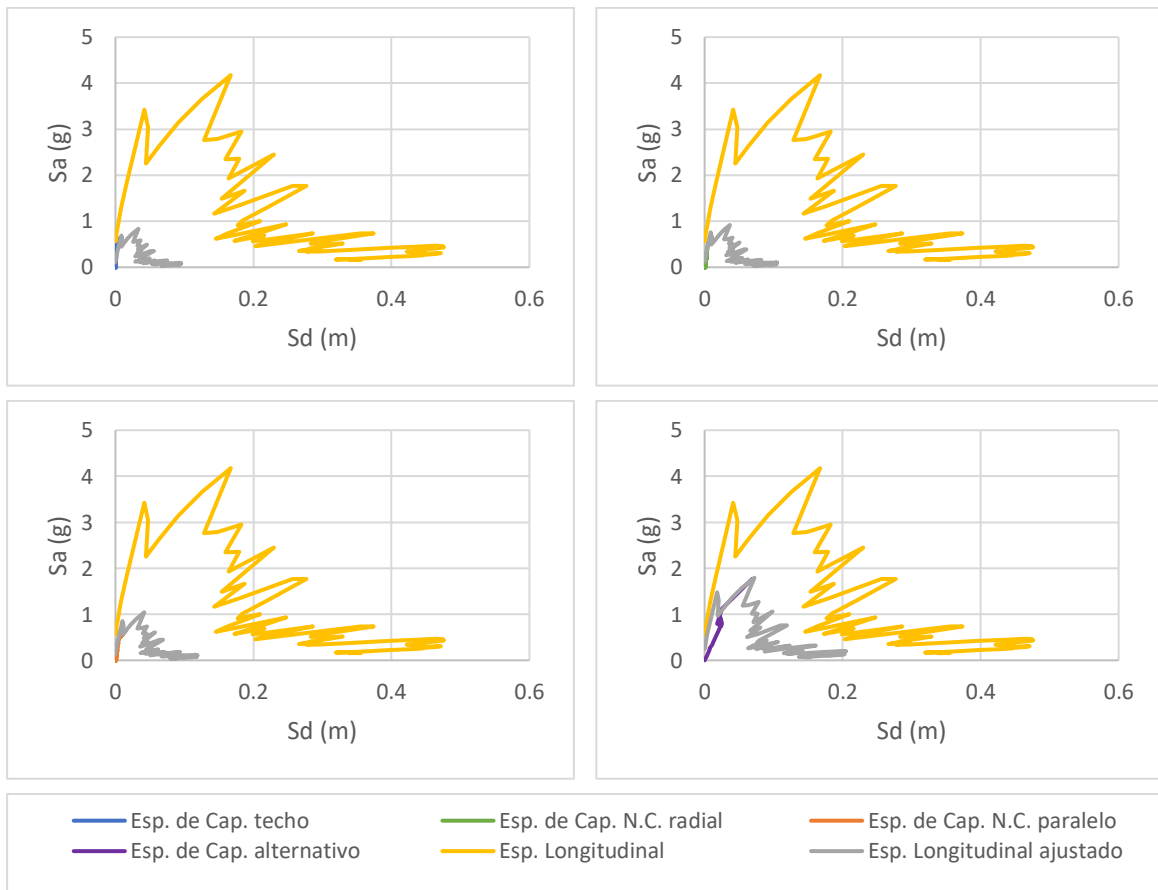 5
4
3
2
1
0
Sa (g)
0 0.2 0.4 0.6
Sd (m)
5
4
3
2
1
0
Sa (g)
0 0.2 0.4 0.6
Sd (m)
5
4
3
2
1
0
Sa (g)
0 0.2 0.4 0.6
Sd (m)
5
4
3
2
1
0
Sa (g)
0 0.2 0.4 0.6
Sd (m)
Esp. de Cap. techo Esp. de Cap. N.C. radial Esp. de Cap. N.C. paralelo
Esp. de Cap. alternativo Esp. Longitudinal Esp. Longitudinal ajustado